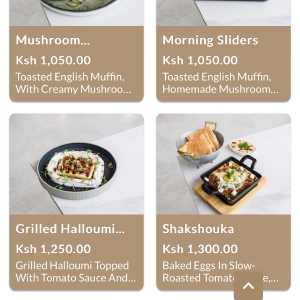 Mushroom...
Ksh 1,050.00
Toasted English Muffin,
With Creamy Mushroo...
Morning Sliders
Ksh 1,050.00
Toasted English Muffin,
Homemade Mushroom...
Grilled Halloumi...
Ksh 1,250.00
Grilled Halloumi Topped
With Tomato Sauce And...
Shakshouka
Ksh 1,300.00
Baked Eggs In Slow-
Roasted Tomato